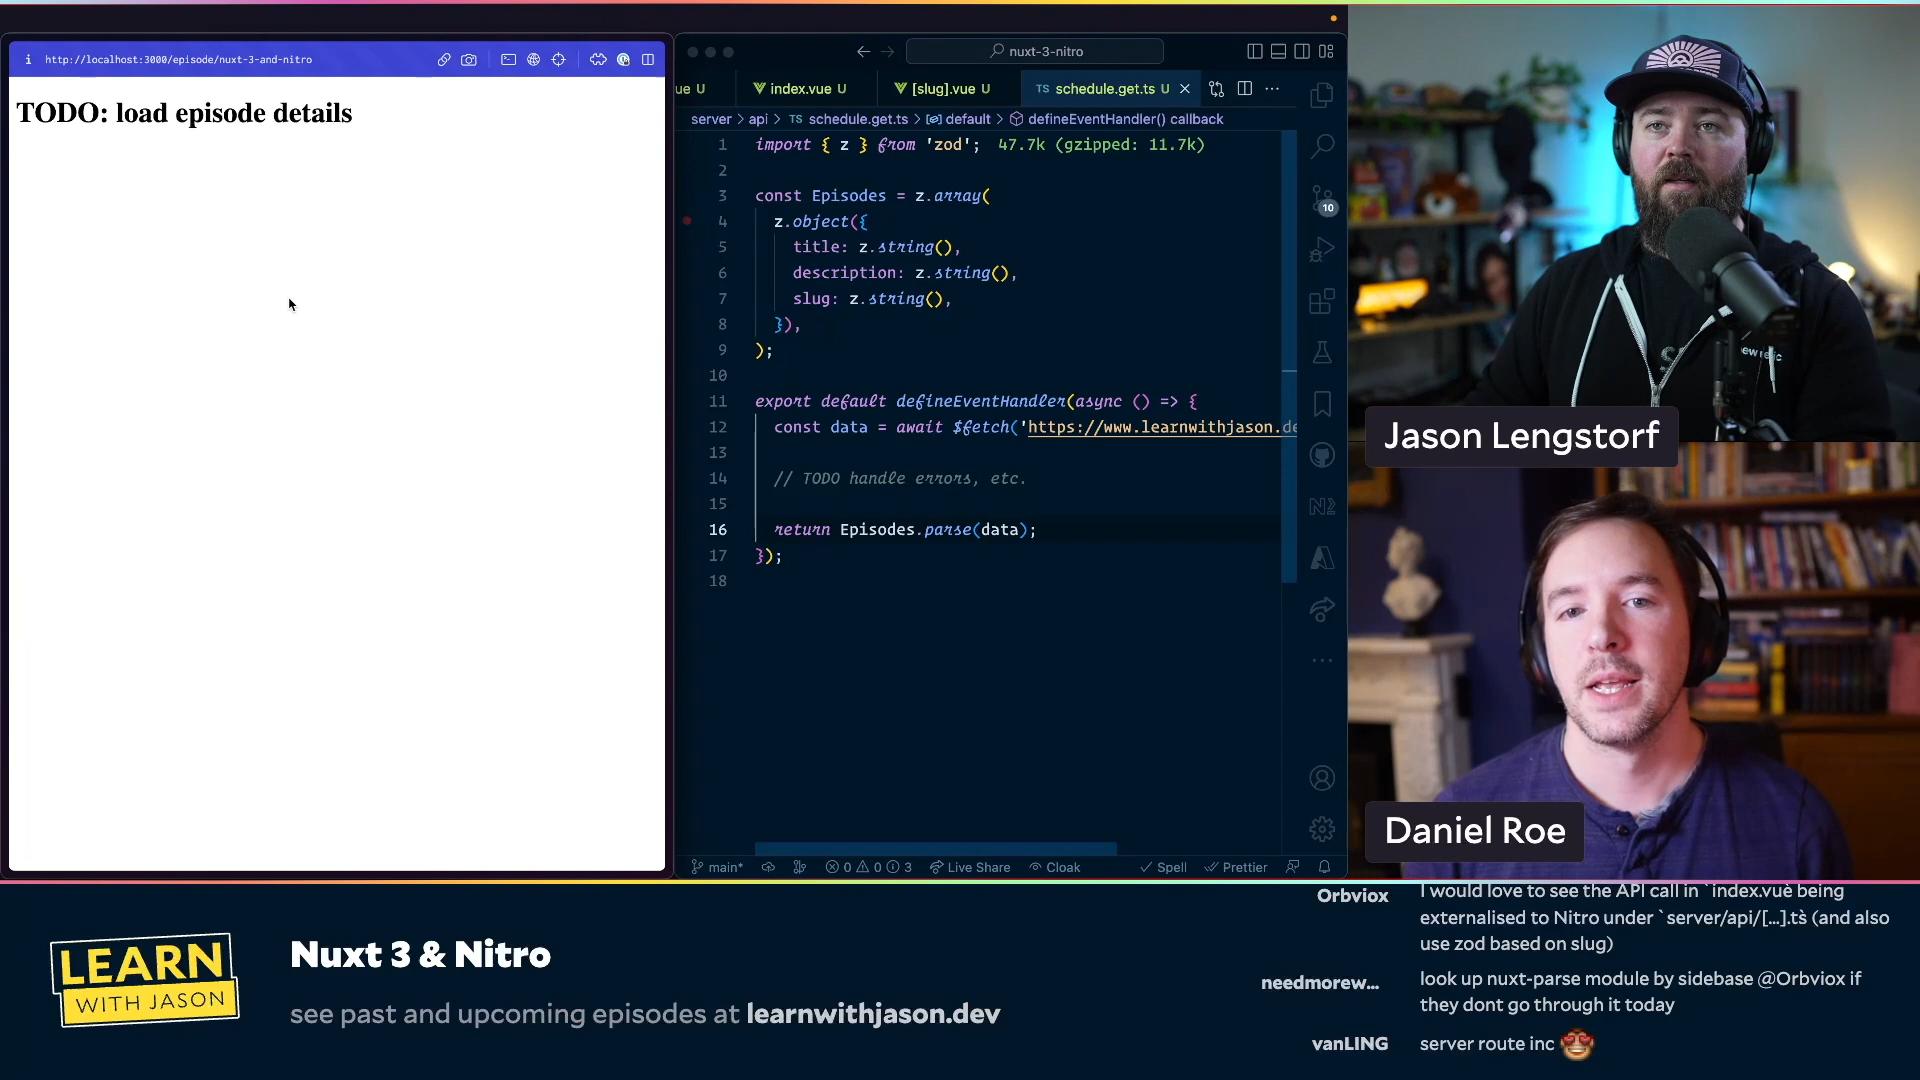 http://localhost:3000/episode/nuxt-3-and-nitro
TODO: load episode details
nuxt-3-nitro
ue U
index.vue U
[slug].vue U
TS schedule.get.ts U
server > api > TS schedule.get.ts > default > defineEventHandler() callback
1 import { z } from 'zod'; 47.7k (gzipped: 11.7k)
2
3 const Episodes = z.array(
4 z.object({
5 title: z.string(),
6 description: z.string(),
7 slug: z.string(),
8 }),
9 );
10
11 export default defineEventHandler(async () => {
12 const data = await $fetch('https://www.learnwithjason.de
13
14 // TODO handle errors, etc.
15
16 return Episodes.parse(data);
17 });
18
10
main* 0 0 3 Live Share Cloak Spell Prettier
Jason Lengstorf
Daniel Roe
LEARN
WITH JASON
Nuxt 3 & Nitro
see past and upcoming episodes at learnwithjason.dev
Orbviox I would love to see the API call in `index.vue` being
externalised to Nitro under `server/api/[...].ts` (and also
use zod based on slug)
needmorew... look up nuxt-parse module by sidebase @Orbviox if
they dont go through it today
vanLING server route inc